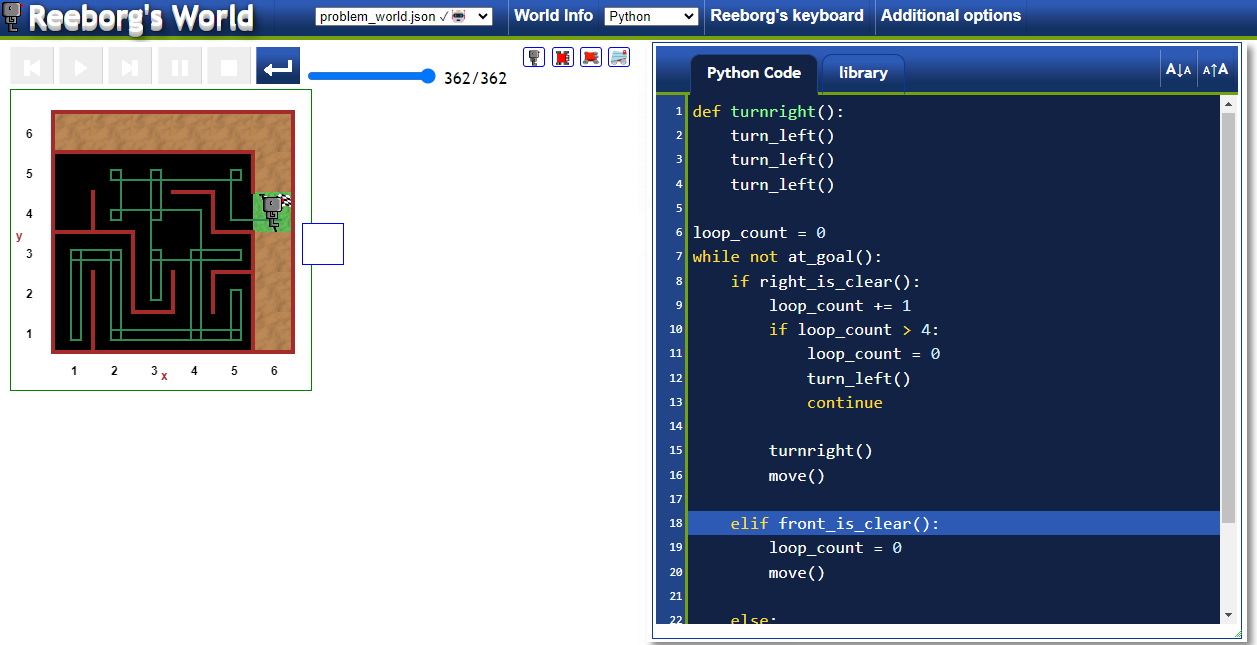 Reeborg's World
problem_world.json ✓
World Info
Python
Reeborg's keyboard
Additional options
362/362
6
5
4
y
3
2
1
1 2 3 x 4 5 6
Python Code
library
A↓A
A↑A
1 def turnright():
2     turn_left()
3     turn_left()
4     turn_left()
5
6 loop_count = 0
7 while not at_goal():
8     if right_is_clear():
9         loop_count += 1
10         if loop_count > 4:
11             loop_count = 0
12             turn_left()
13             continue
14
15         turnright()
16         move()
17
18     elif front_is_clear():
19         loop_count = 0
20         move()
21
22     else: